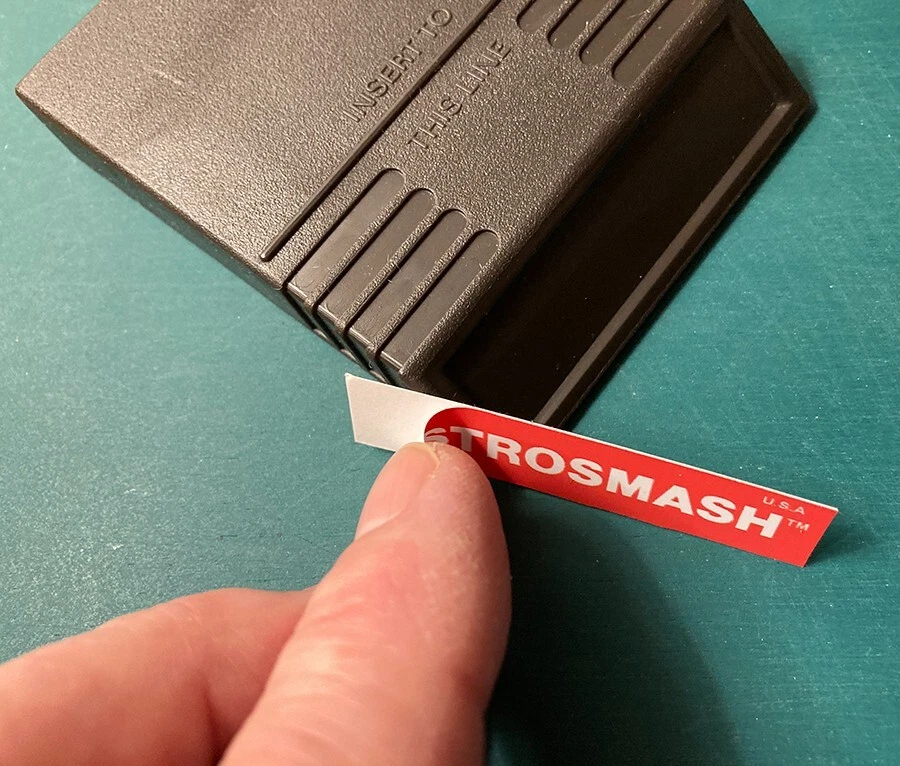 INSERT TO
THIS LINE
STROSMASH
U.S.A
™